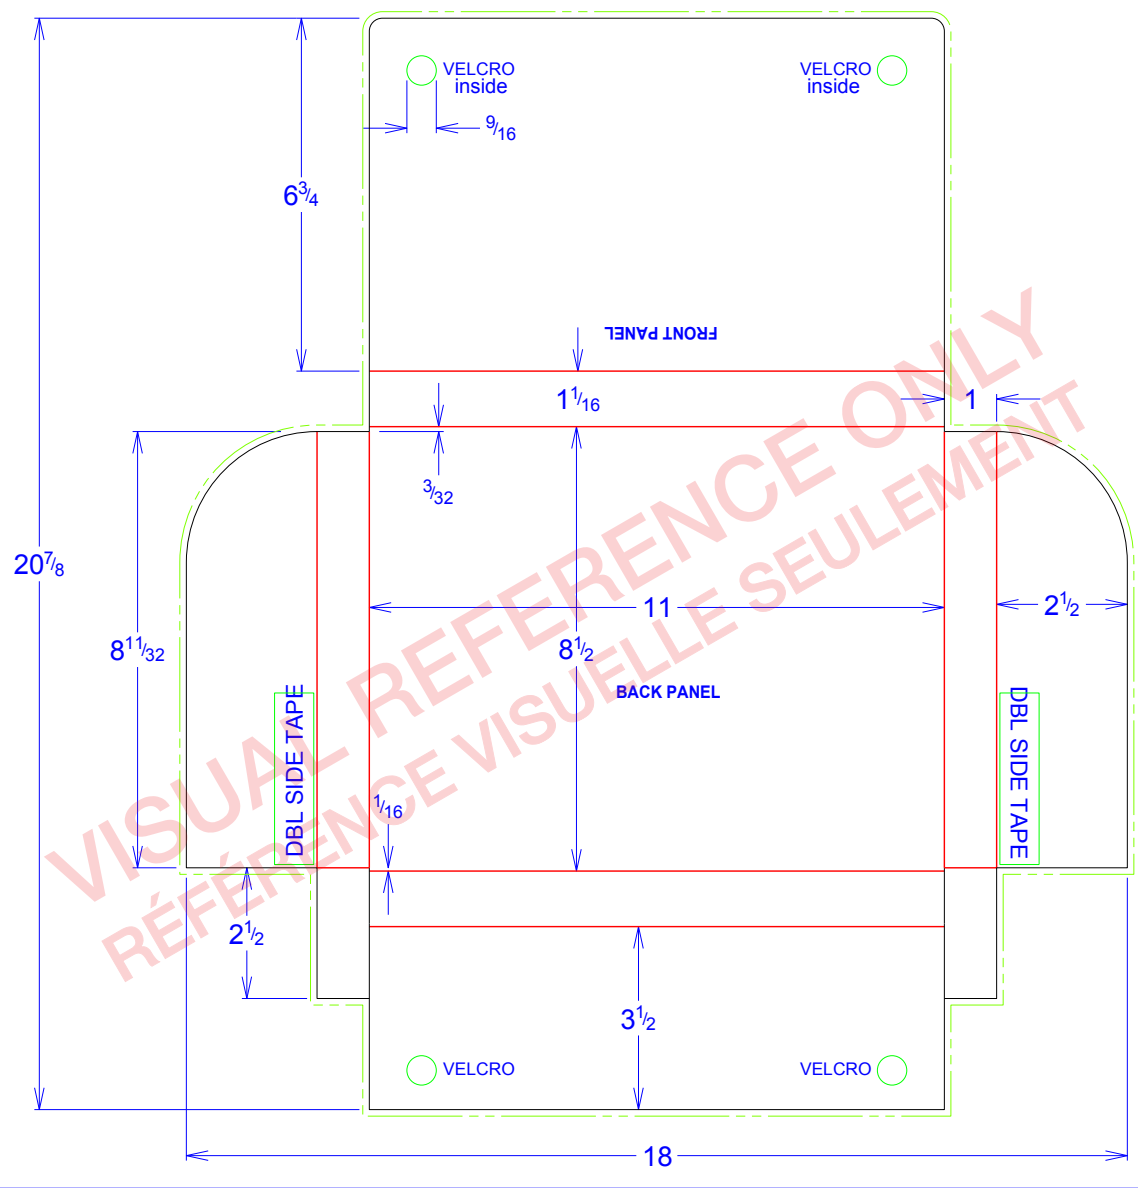 VELCRO
inside
VELCRO
inside
9/16
6 3/4
FRONT PANEL
1 1/16
1
3/32
20 7/8
11
2 1/2
8 11/32
8 1/2
BACK PANEL
DBL SIDE TAPE
DBL SIDE TAPE
1/16
2 1/2
3 1/2
VELCRO
VELCRO
18
VISUAL REFERENCE ONLY
RÉFÉRENCE VISUELLE SEULEMENT